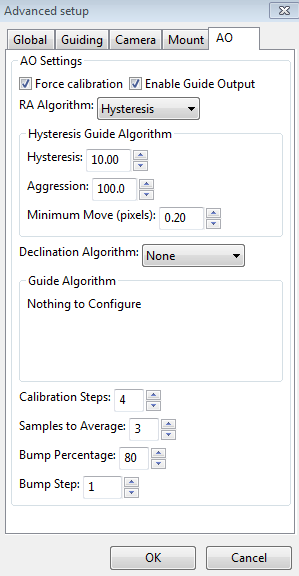 Advanced setup
Global Guiding Camera Mount AO
AO Settings
Force calibration Enable Guide Output
RA Algorithm: Hysteresis
Hysteresis Guide Algorithm
Hysteresis: 10.00
Aggression: 100.0
Minimum Move (pixels): 0.20
Declination Algorithm: None
Guide Algorithm
Nothing to Configure
Calibration Steps: 4
Samples to Average: 3
Bump Percentage: 80
Bump Step: 1
OK Cancel